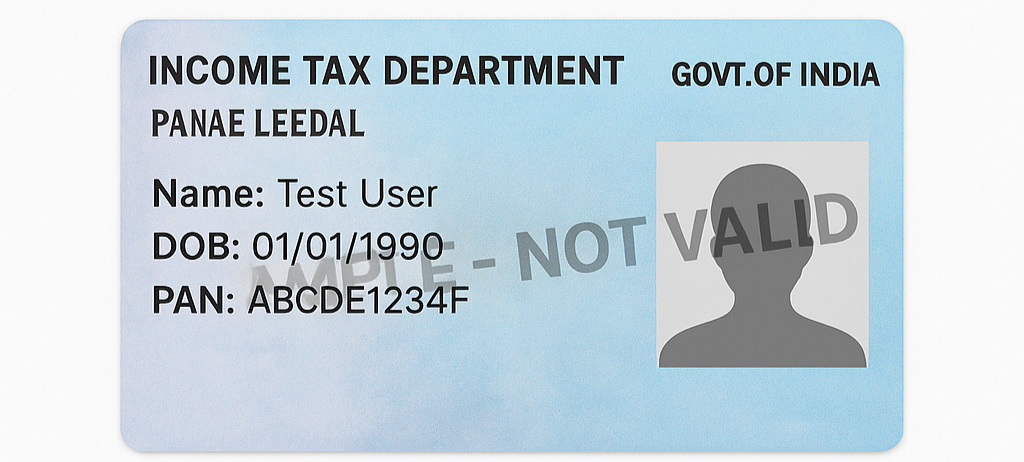 INCOME TAX DEPARTMENT
GOVT.OF INDIA
PANAE LEEDAL
Name: Test User
DOB: 01/01/1990
PAN: ABCDE1234F
AMPLE - NOT VALID